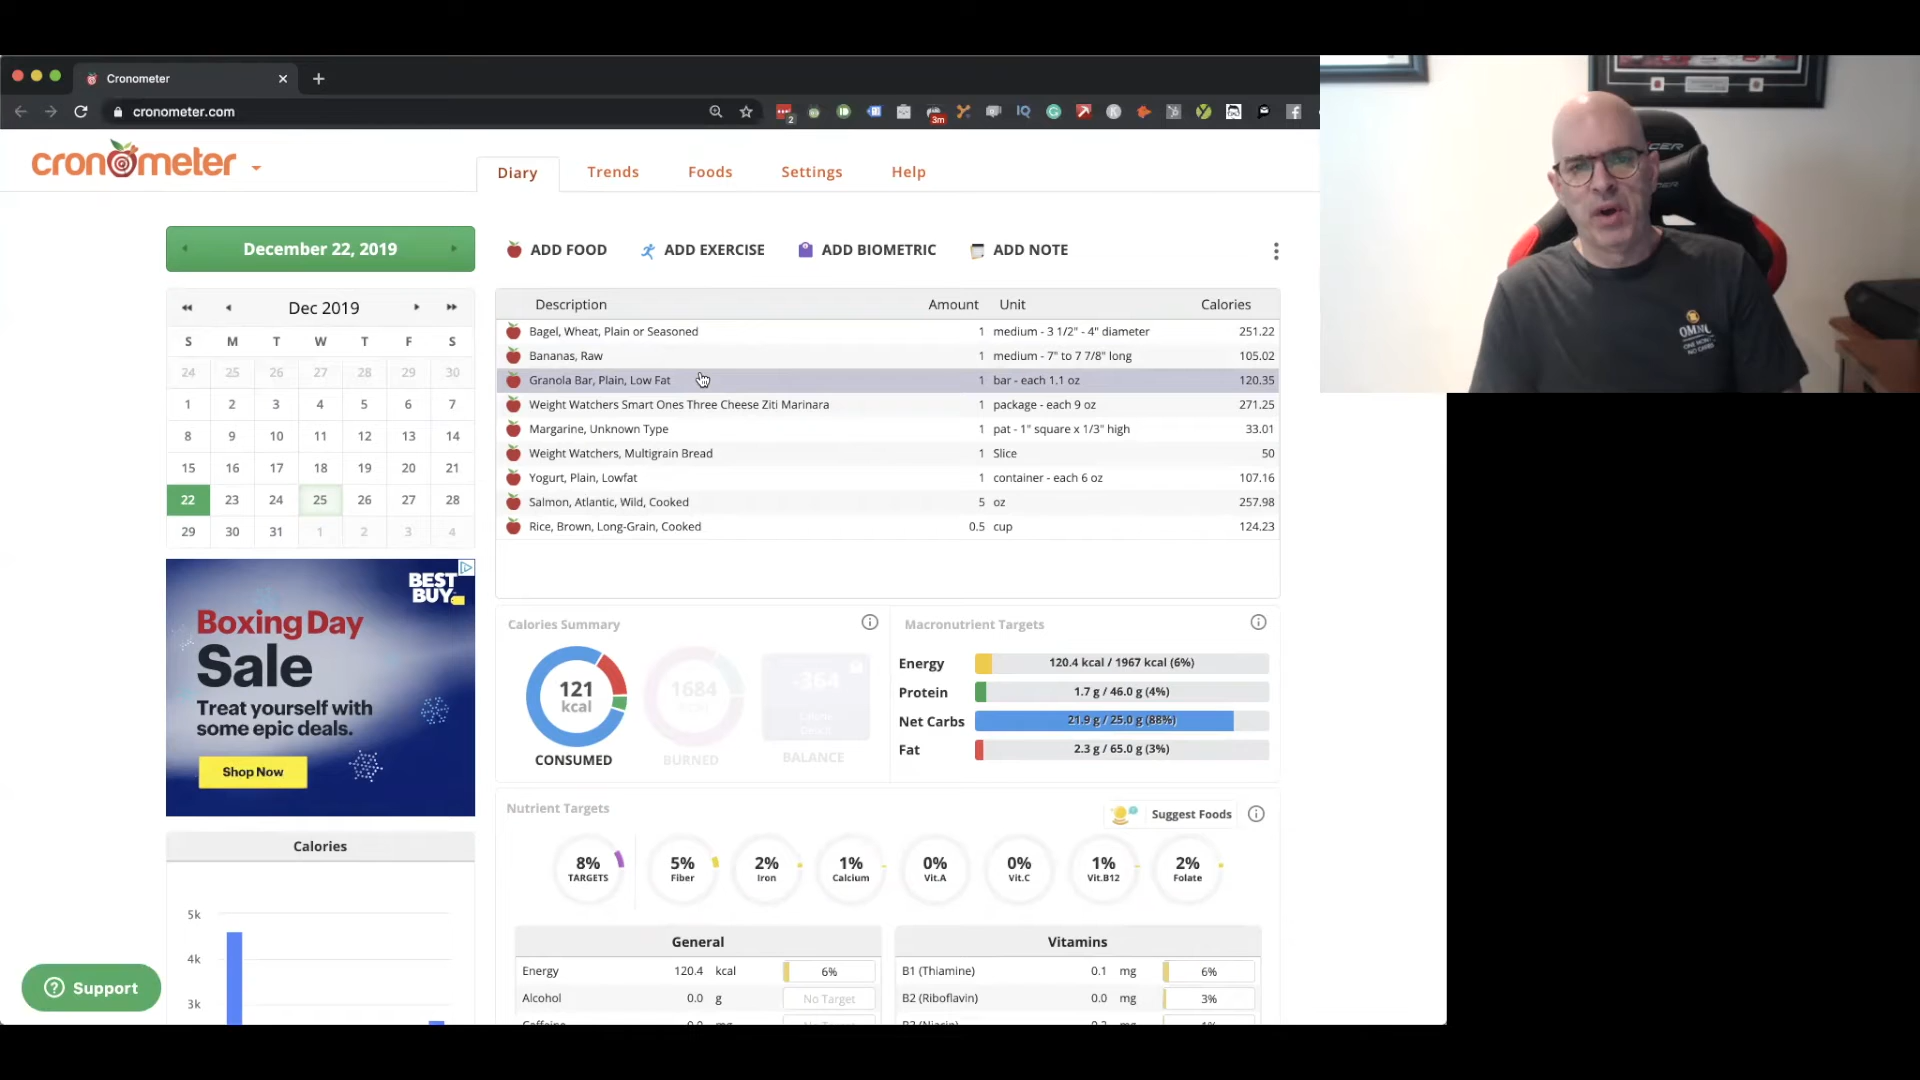 Cronometer
cronometer.com
2
3m
IQ
cronometer
Diary
Trends
Foods
Settings
Help
December 22, 2019
ADD FOOD
ADD EXERCISE
ADD BIOMETRIC
ADD NOTE
Dec 2019
S M T W T F S
24 25 26 27 28 29 30
1 2 3 4 5 6 7
8 9 10 11 12 13 14
15 16 17 18 19 20 21
22 23 24 25 26 27 28
29 30 31 1 2 3 4
Description Amount Unit Calories
Bagel, Wheat, Plain or Seasoned 1 medium - 3 1/2" - 4" diameter 251.22
Bananas, Raw 1 medium - 7" to 7 7/8" long 105.02
Granola Bar, Plain, Low Fat 1 bar - each 1.1 oz 120.35
Weight Watchers Smart Ones Three Cheese Ziti Marinara 1 package - each 9 oz 271.25
Margarine, Unknown Type 1 pat - 1" square x 1/3" high 33.01
Weight Watchers, Multigrain Bread 1 Slice 50
Yogurt, Plain, Lowfat 1 container - each 6 oz 107.16
Salmon, Atlantic, Wild, Cooked 5 oz 257.98
Rice, Brown, Long-Grain, Cooked 0.5 cup 124.23
BEST
BUY
Boxing Day
Sale
Treat yourself with
some epic deals.
Shop Now
Calories Summary
121
kcal
CONSUMED
1684
BURNED
-364
BALANCE
Macronutrient Targets
Energy 120.4 kcal / 1967 kcal (6%)
Protein 1.7 g / 46.0 g (4%)
Net Carbs 21.9 g / 25.0 g (88%)
Fat 2.3 g / 65.0 g (3%)
Nutrient Targets
Suggest Foods
8%
TARGETS
5%
Fiber
2%
Iron
1%
Calcium
0%
Vit.A
0%
Vit.C
1%
Vit.B12
2%
Folate
General
Energy 120.4 kcal 6%
Alcohol 0.0 g No Target
Vitamins
B1 (Thiamine) 0.1 mg 6%
B2 (Riboflavin) 0.0 mg 3%
Calories
5k
4k
3k
Support